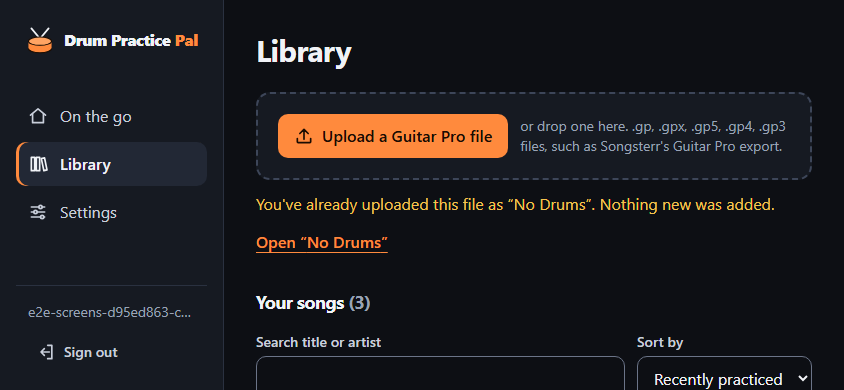 Drum Practice Pal
On the go
Library
Settings
e2e-screens-d95ed863-c...
Sign out
Library
Upload a Guitar Pro file
or drop one here. .gp, .gpx, .gp5, .gp4, .gp3
files, such as Songsterr's Guitar Pro export.
You've already uploaded this file as “No Drums”. Nothing new was added.
Open “No Drums”
Your songs (3)
Search title or artist
Sort by
Recently practiced